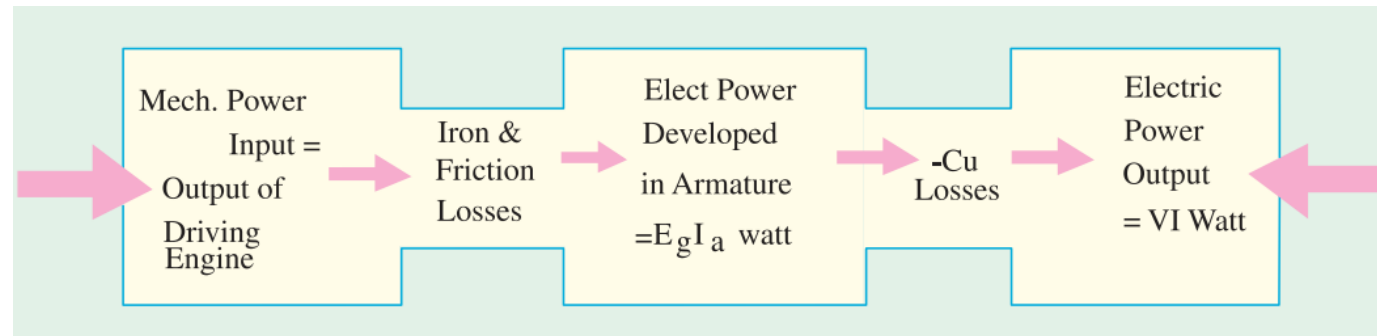 Mech. Power
Input =
Output of
Driving
Engine
Iron &
Friction
Losses
Elect Power
Developed
in Armature
=EgIa watt
-Cu
Losses
Electric
Power
Output
= VI Watt